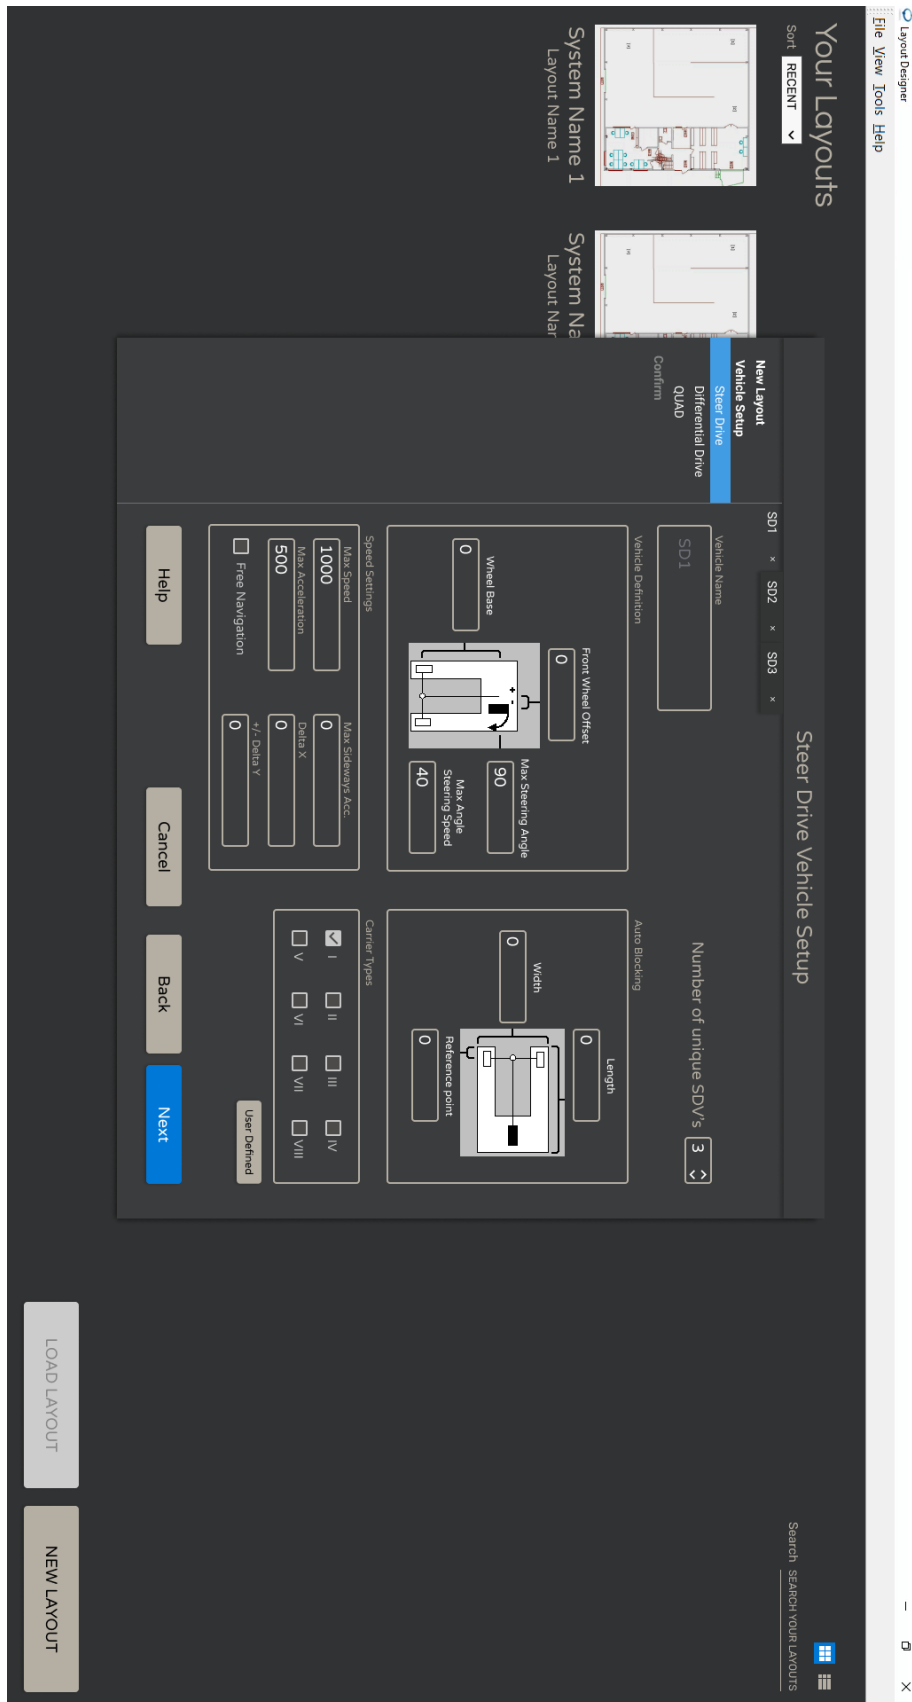 Layout Designer
File View Tools Help
Your Layouts
Sort RECENT
Search SEARCH YOUR LAYOUTS
System Name 1
Layout Name 1
System Na
Layout Nar
Steer Drive Vehicle Setup
New Layout
Vehicle Setup
Steer Drive
Differential Drive
QUAD
Confirm
SD1 × SD2 × SD3 ×
Vehicle Name
SD1
Number of unique SDV's 3
Vehicle Definition
Front Wheel Offset
0
Wheel Base
0
+ -
Max Steering Angle
90
Max Angle
Steering Speed
40
Auto Blocking
Length
0
Width
0
Reference point
0
Speed Settings
Max Speed
1000
Max Acceleration
500
Free Navigation
Max Sideways Acc.
0
Delta X
0
+/- Delta Y
0
Carrier Types
I II III IV
V VI VII VIII
User Defined
Help Cancel Back Next
LOAD LAYOUT NEW LAYOUT